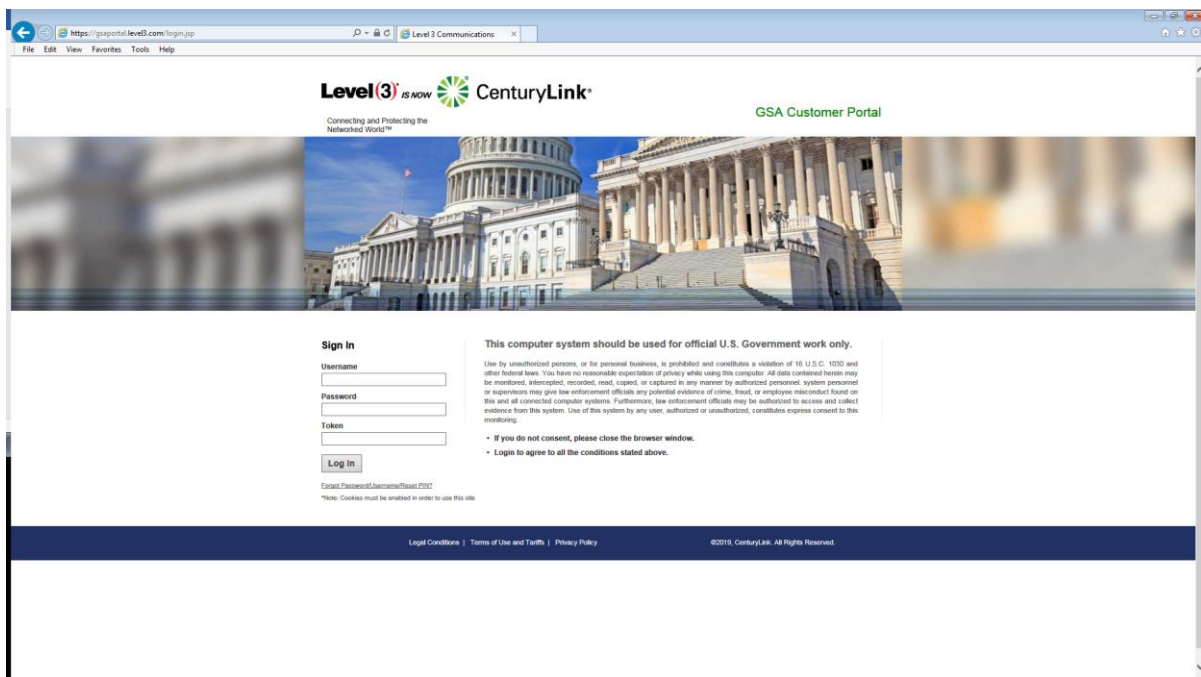 https://gsaportal.level3.com/login.jsp
Level 3 Communications
File Edit View Favorites Tools Help
Level(3) IS NOW CenturyLink
Connecting and Protecting the
Networked World™
GSA Customer Portal
Sign In
Username
Password
Token
Log In
Forgot Password/Username/Reset PIN?
*Note: Cookies must be enabled in order to use this site
This computer system should be used for official U.S. Government work only.
Use by unauthorized persons, or for personal business, is prohibited and constitutes a violation of 16 U.S.C. 1030 and
other federal laws. You have no reasonable expectation of privacy while using this computer. All data contained herein may
be monitored, intercepted, recorded, read, copied, or captured in any manner by authorized personnel. system personnel
or supervisors may give law enforcement officials any potential evidence of crime, fraud, or employee misconduct found on
this and all connected computer systems. Furthermore, law enforcement officials may be authorized to access and collect
evidence from this system. Use of this system by any user, authorized or unauthorized, constitutes express consent to this
monitoring.
• If you do not consent, please close the browser window.
• Login to agree to all the conditions stated above.
Legal Conditions | Terms of Use and Tariffs | Privacy Policy
©2019, CenturyLink. All Rights Reserved.